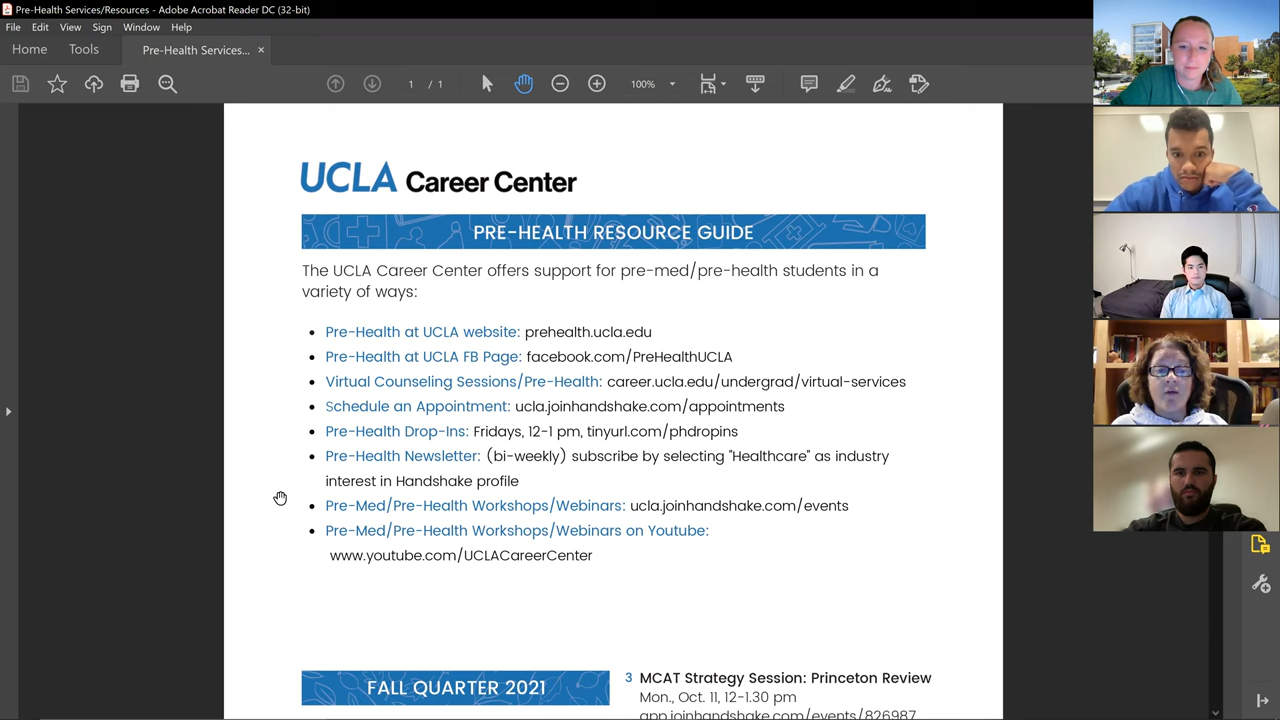 Pre-Health Services/Resources - Adobe Acrobat Reader DC (32-bit)
File Edit View Sign Window Help
Home Tools Pre-Health Services... ×
1 / 1 100%
UCLA Career Center
PRE-HEALTH RESOURCE GUIDE
The UCLA Career Center offers support for pre-med/pre-health students in a
variety of ways:
• Pre-Health at UCLA website: prehealth.ucla.edu
• Pre-Health at UCLA FB Page: facebook.com/PreHealthUCLA
• Virtual Counseling Sessions/Pre-Health: career.ucla.edu/undergrad/virtual-services
• Schedule an Appointment: ucla.joinhandshake.com/appointments
• Pre-Health Drop-Ins: Fridays, 12-1 pm, tinyurl.com/phdropins
• Pre-Health Newsletter: (bi-weekly) subscribe by selecting "Healthcare" as industry
interest in Handshake profile
• Pre-Med/Pre-Health Workshops/Webinars: ucla.joinhandshake.com/events
• Pre-Med/Pre-Health Workshops/Webinars on Youtube:
www.youtube.com/UCLACareerCenter
FALL QUARTER 2021
3 MCAT Strategy Session: Princeton Review
Mon., Oct. 11, 12-1.30 pm
app.joinhandshake.com/events/826987